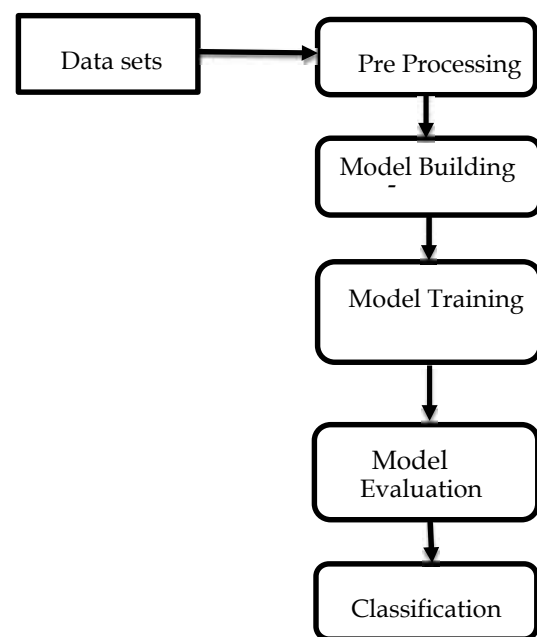 Data sets
Pre Processing
Model Building
-
Model Training
Model
Evaluation
Classification